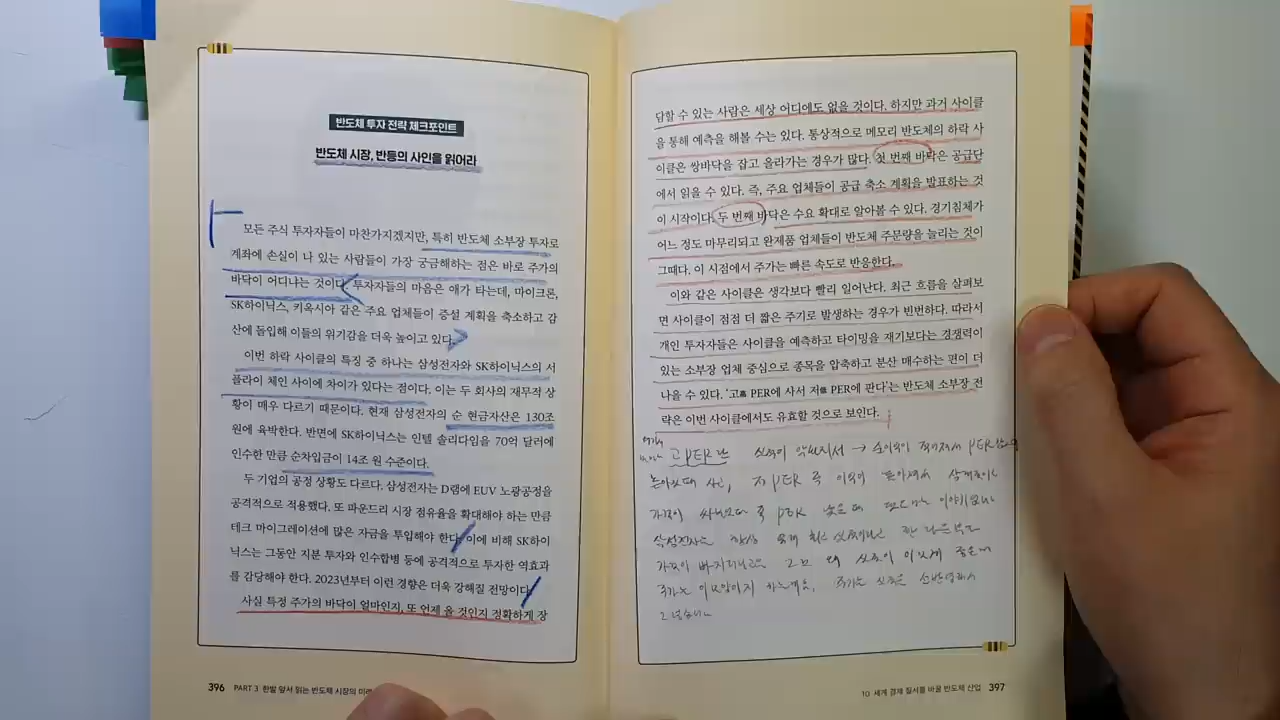 반도체 투자 전략 체크포인트
반도체 시장, 반등의 사인을 읽어라
모든 주식 투자자들이 마찬가지겠지만, 특히 반도체 소부장 투자로
계좌에 손실이 나 있는 사람들이 가장 궁금해하는 점은 바로 주가의
바닥이 어디냐는 것이다. 투자자들의 마음은 애가 타는데, 마이크론,
SK하이닉스, 키옥시아 같은 주요 업체들이 증설 계획을 축소하고 감
산에 돌입해 이들의 위기감을 더욱 높이고 있다.
이번 하락 사이클의 특징 중 하나는 삼성전자와 SK하이닉스의 서
플라이 체인 사이에 차이가 있다는 점이다. 이는 두 회사의 재무적 상
황이 매우 다르기 때문이다. 현재 삼성전자의 순 현금자산은 130조
원에 육박한다. 반면에 SK하이닉스는 인텔 솔리다임을 70억 달러에
인수한 만큼 순차입금이 14조 원 수준이다.
두 기업의 공정 상황도 다르다. 삼성전자는 D램에 EUV 노광공정을
공격적으로 적용했다. 또 파운드리 시장 점유율을 확대해야 하는 만큼
테크 마이그레이션에 많은 자금을 투입해야 한다. 이에 비해 SK하이
닉스는 그동안 지분 투자와 인수합병 등에 공격적으로 투자한 역효과
를 감당해야 한다. 2023년부터 이런 경향은 더욱 강해질 전망이다.
사실 특정 주가의 바닥이 얼마인지, 또 언제 올 것인지 정확하게 장
396 PART 3 한발 앞서 읽는 반도체 시장의 미래
담할 수 있는 사람은 세상 어디에도 없을 것이다. 하지만 과거 사이클
을 통해 예측을 해볼 수는 있다. 통상적으로 메모리 반도체의 하락 사
이클은 쌍바닥을 잡고 올라가는 경우가 많다. 첫 번째 바닥은 공급단
에서 읽을 수 있다. 즉, 주요 업체들이 공급 축소 계획을 발표하는 것
이 시작이다. 두 번째 바닥은 수요 확대로 알아볼 수 있다. 경기침체가
어느 정도 마무리되고 완제품 업체들이 반도체 주문량을 늘리는 것이
그때다. 이 시점에서 주가는 빠른 속도로 반응한다.
이와 같은 사이클은 생각보다 빨리 일어난다. 최근 흐름을 살펴보
면 사이클이 점점 더 짧은 주기로 발생하는 경우가 빈번하다. 따라서
개인 투자자들은 사이클을 예측하고 타이밍을 재기보다는 경쟁력이
있는 소부장 업체 중심으로 종목을 압축하고 분산 매수하는 편이 더
나을 수 있다. '고高 PER에 사서 저低 PER에 판다'는 반도체 소부장 전
략은 이번 사이클에서도 유효할 것으로 보인다.
고PER란
저PER 즉
10 세계 경제 질서를 바꿀 반도체 산업 397